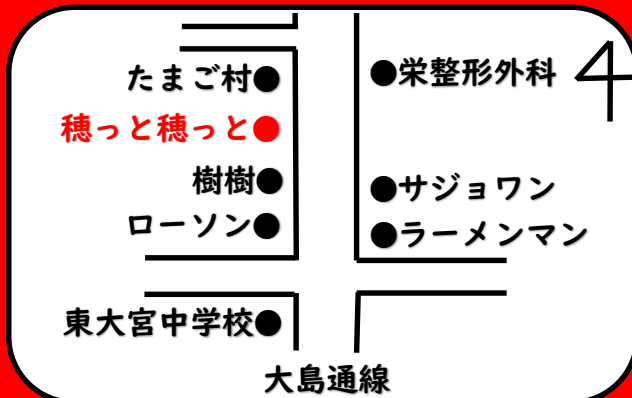 たまご村●
●栄整形外科
穂っと穂っと●
樹樹●
●サジョワン
ローソン●
●ラーメンマン
東大宮中学校●
大島通線